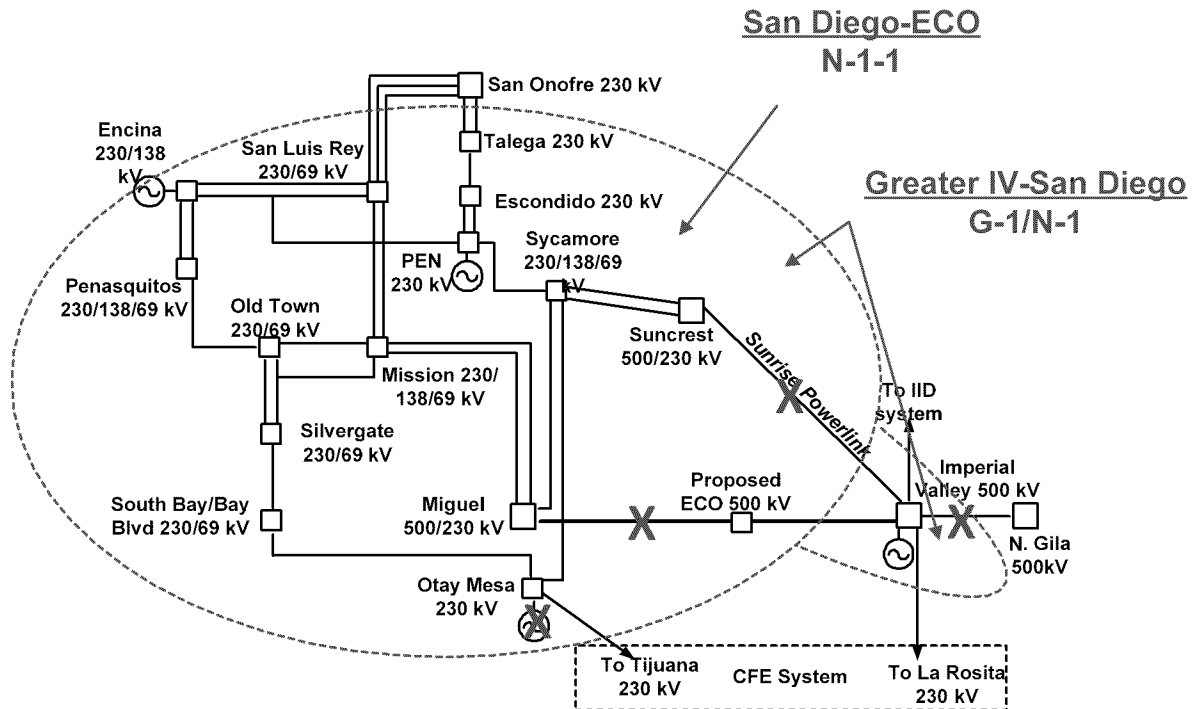 San Diego-ECO
N-1-1
San Onofre 230 kV
Encina
230/138
kV
San Luis Rey
230/69 kV
Talega 230 kV
Greater IV-San Diego
G-1/N-1
Escondido 230 kV
Sycamore
230/138/69
kV
PEN
230 kV
Penasquitos
230/138/69 kV
Old Town
230/69 kV
Suncrest
500/230 kV
Sunrise Powerlink
Mission 230/
138/69 kV
To IID
system
Silvergate
230/69 kV
Imperial
Valley 500 kV
Proposed
ECO 500 kV
South Bay/Bay
Blvd 230/69 kV
Miguel
500/230 kV
N. Gila
500kV
Otay Mesa
230 kV
To Tijuana
230 kV
CFE System
To La Rosita
230 kV